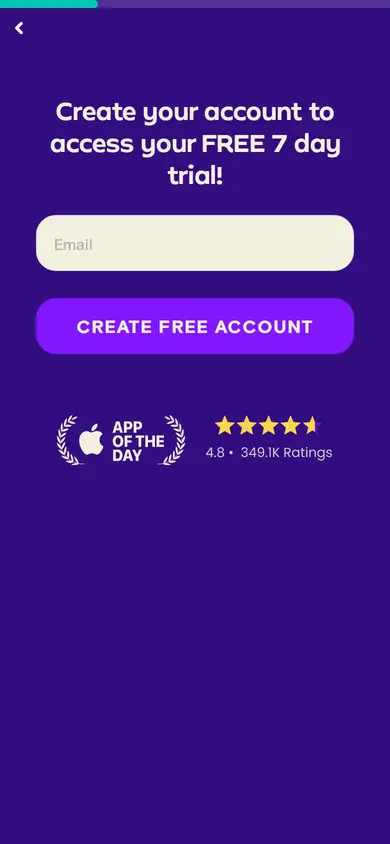 Create your account to
access your FREE 7 day
trial!
Email
CREATE FREE ACCOUNT
APP
OF THE
DAY
4.8 • 349.1K Ratings